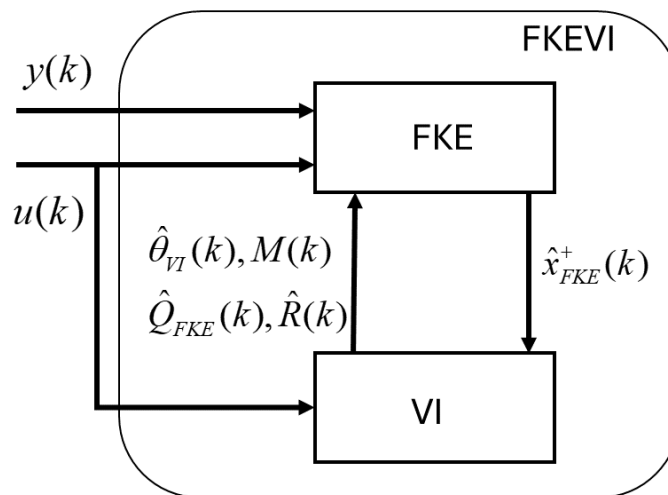 FKEVI
y(k)
FKE
u(k)
θ̂_VI(k), M(k)
Q̂_FKE(k), R̂(k)
x̂⁺_FKE(k)
VI